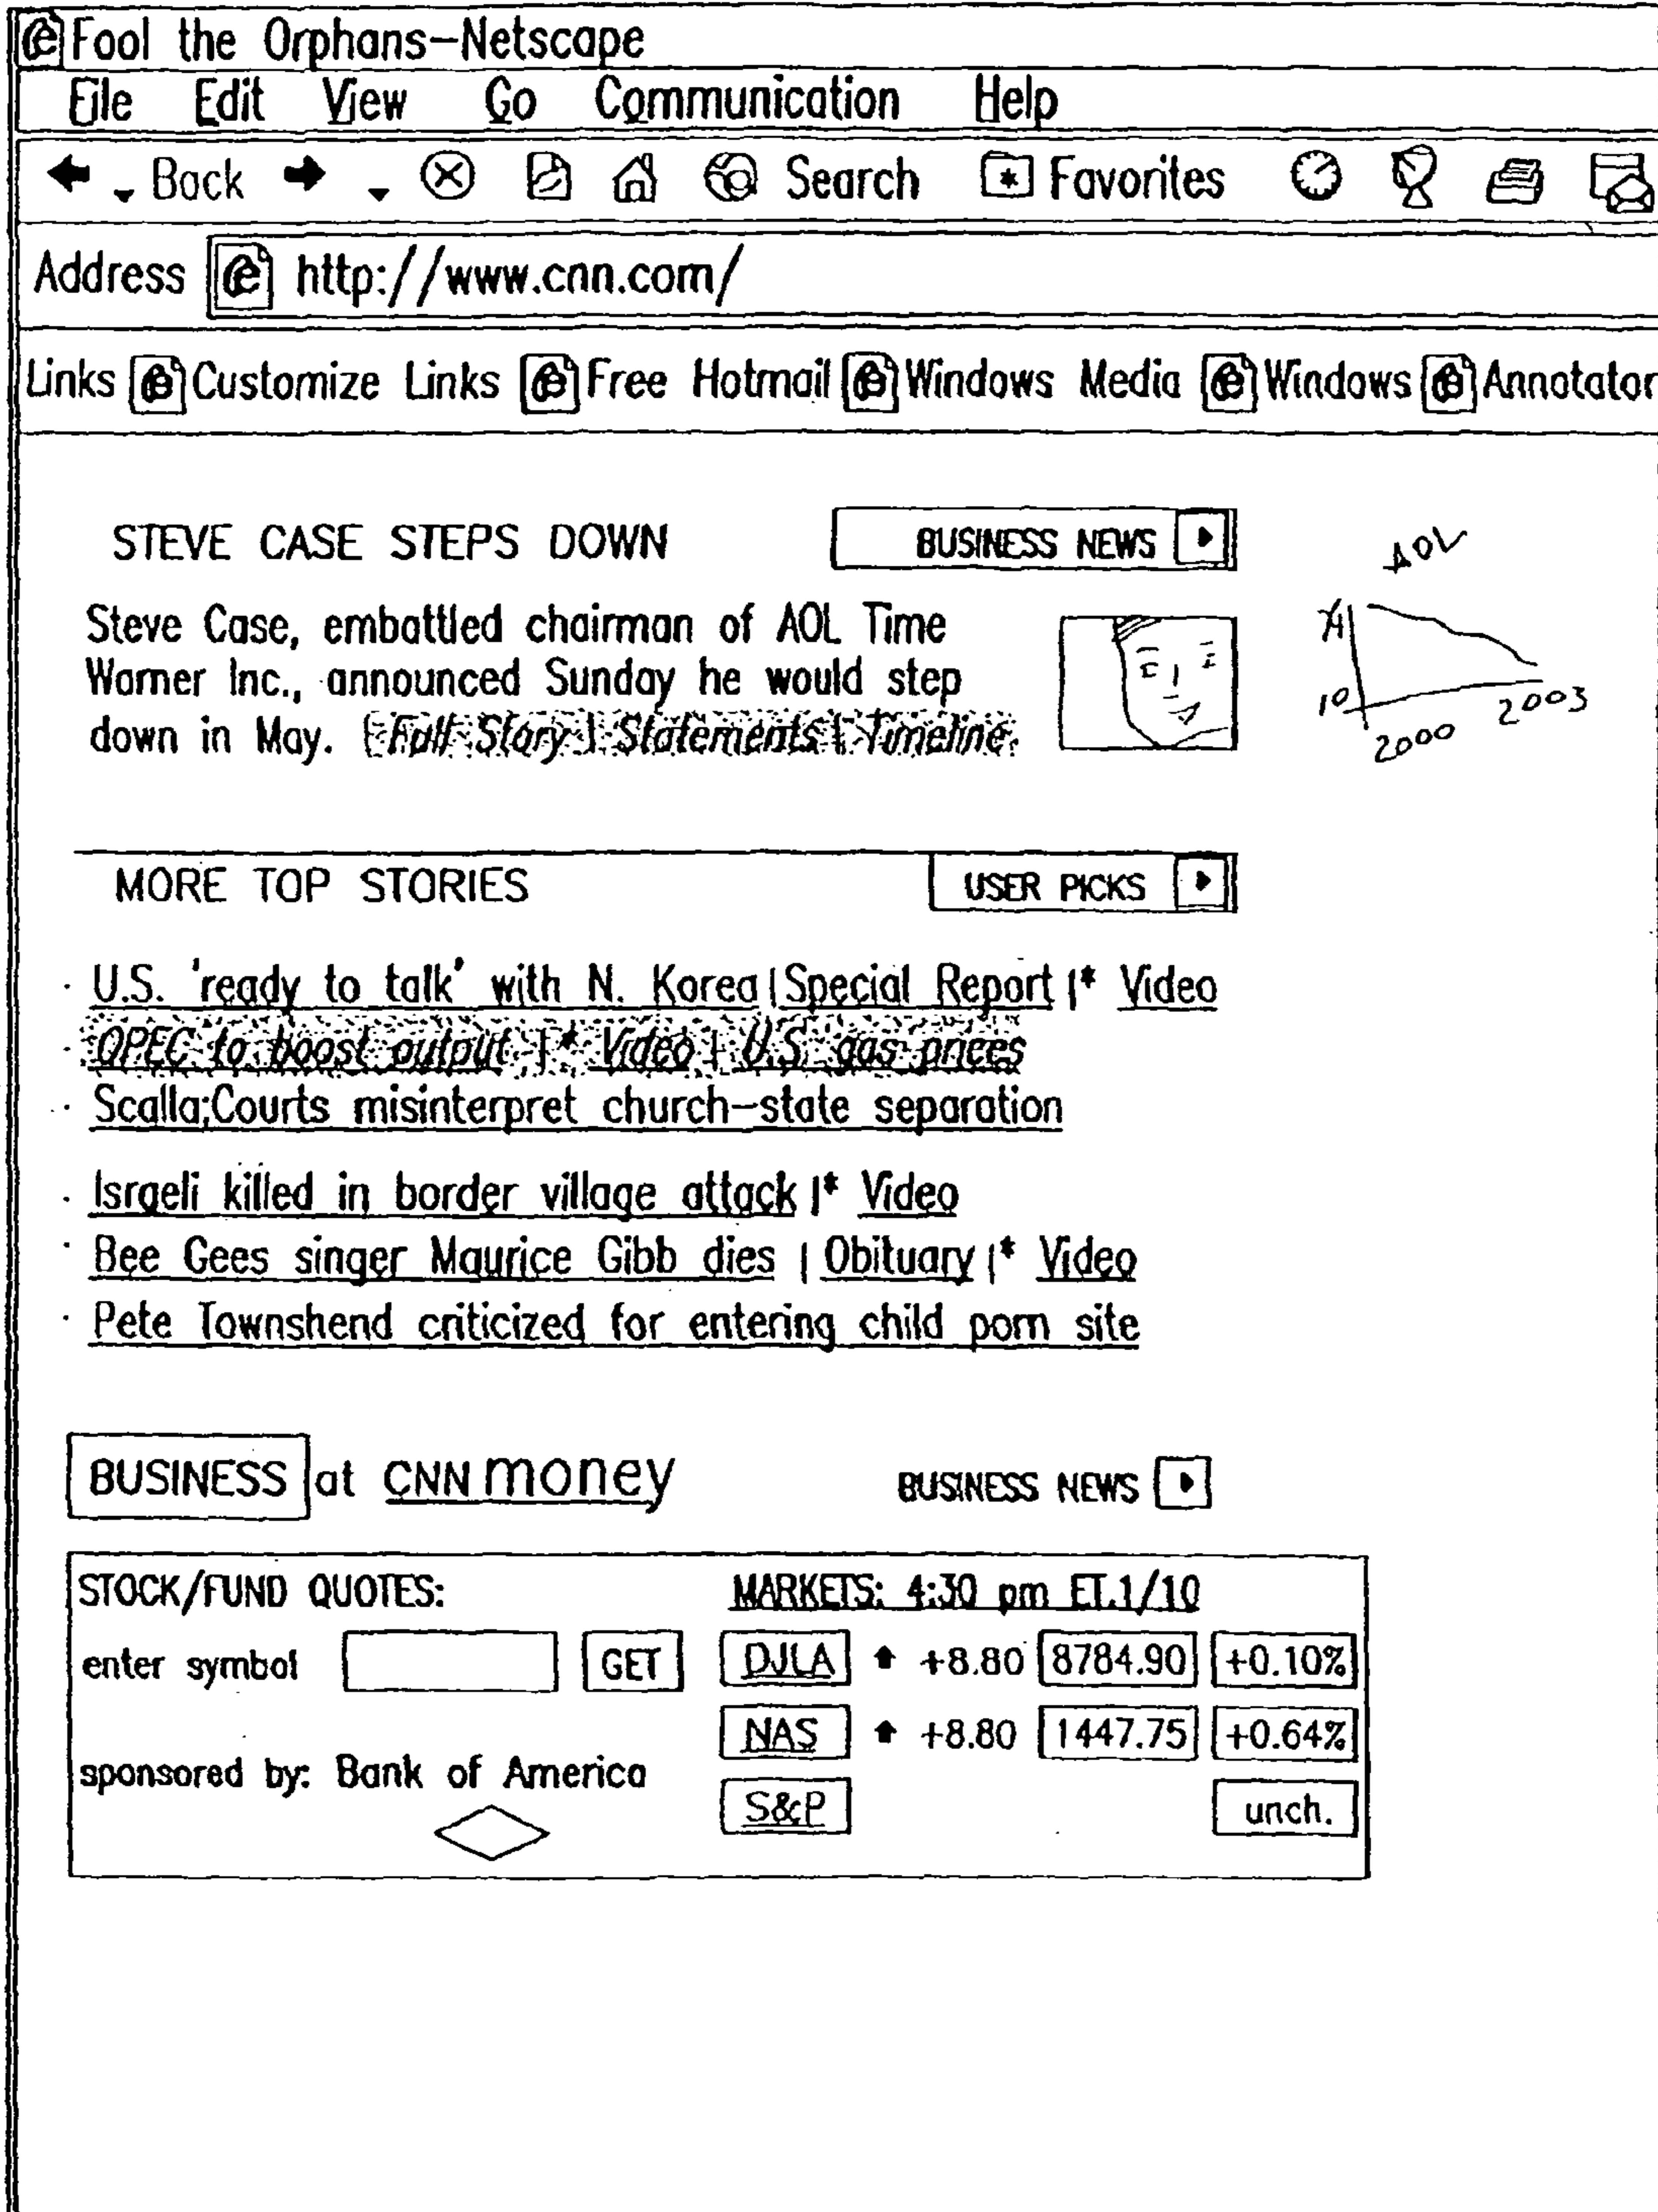 Fool the Orphans-Netscape
File Edit View Go Communication Help
Back Search Favorites
Address http://www.cnn.com/
Links Customize Links Free Hotmail Windows Media Windows Annotator
STEVE CASE STEPS DOWN BUSINESS NEWS
AOL
Steve Case, embattled chairman of AOL Time
Warner Inc., announced Sunday he would step
down in May. Full Story | Statements | Timeline
10
2000 2003
MORE TOP STORIES USER PICKS
· U.S. 'ready to talk' with N. Korea | Special Report |* Video
· OPEC to boost output |* Video | U.S. gas prices
· Scalla;Courts misinterpret church-state separation
· Israeli killed in border village attack |* Video
· Bee Gees singer Maurice Gibb dies | Obituary |* Video
· Pete Townshend criticized for entering child porn site
BUSINESS at CNN money BUSINESS NEWS
STOCK/FUND QUOTES: MARKETS: 4:30 pm ET.1/10
enter symbol GET DJLA +8.80 8784.90 +0.10%
NAS +8.80 1447.75 +0.64%
sponsored by: Bank of America
S&P unch.